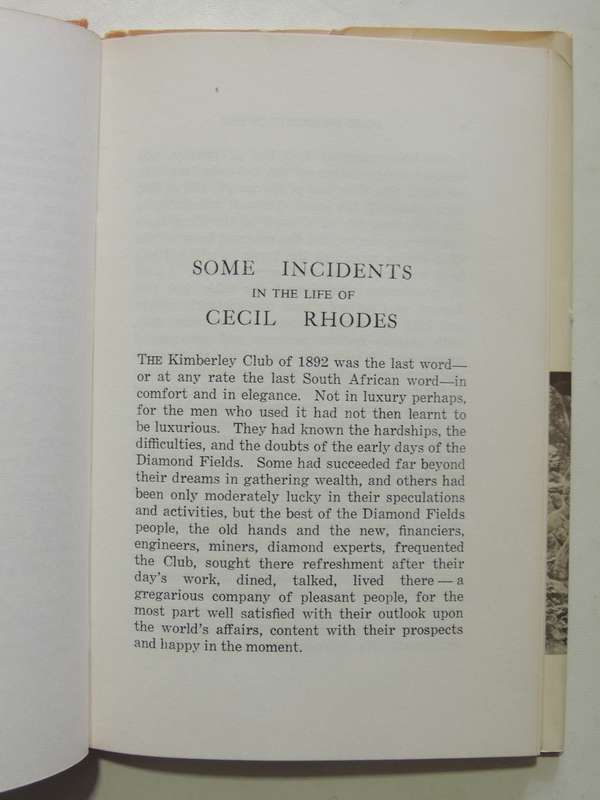 SOME INCIDENTS
IN THE LIFE OF
CECIL RHODES
THE Kimberley Club of 1892 was the last word—
or at any rate the last South African word—in
comfort and in elegance. Not in luxury perhaps,
for the men who used it had not then learnt to
be luxurious. They had known the hardships, the
difficulties, and the doubts of the early days of the
Diamond Fields. Some had succeeded far beyond
their dreams in gathering wealth, and others had
been only moderately lucky in their speculations
and activities, but the best of the Diamond Fields
people, the old hands and the new, financiers,
engineers, miners, diamond experts, frequented
the Club, sought there refreshment after their
day's work, dined, talked, lived there — a
gregarious company of pleasant people, for the
most part well satisfied with their outlook upon
the world's affairs, content with their prospects
and happy in the moment.